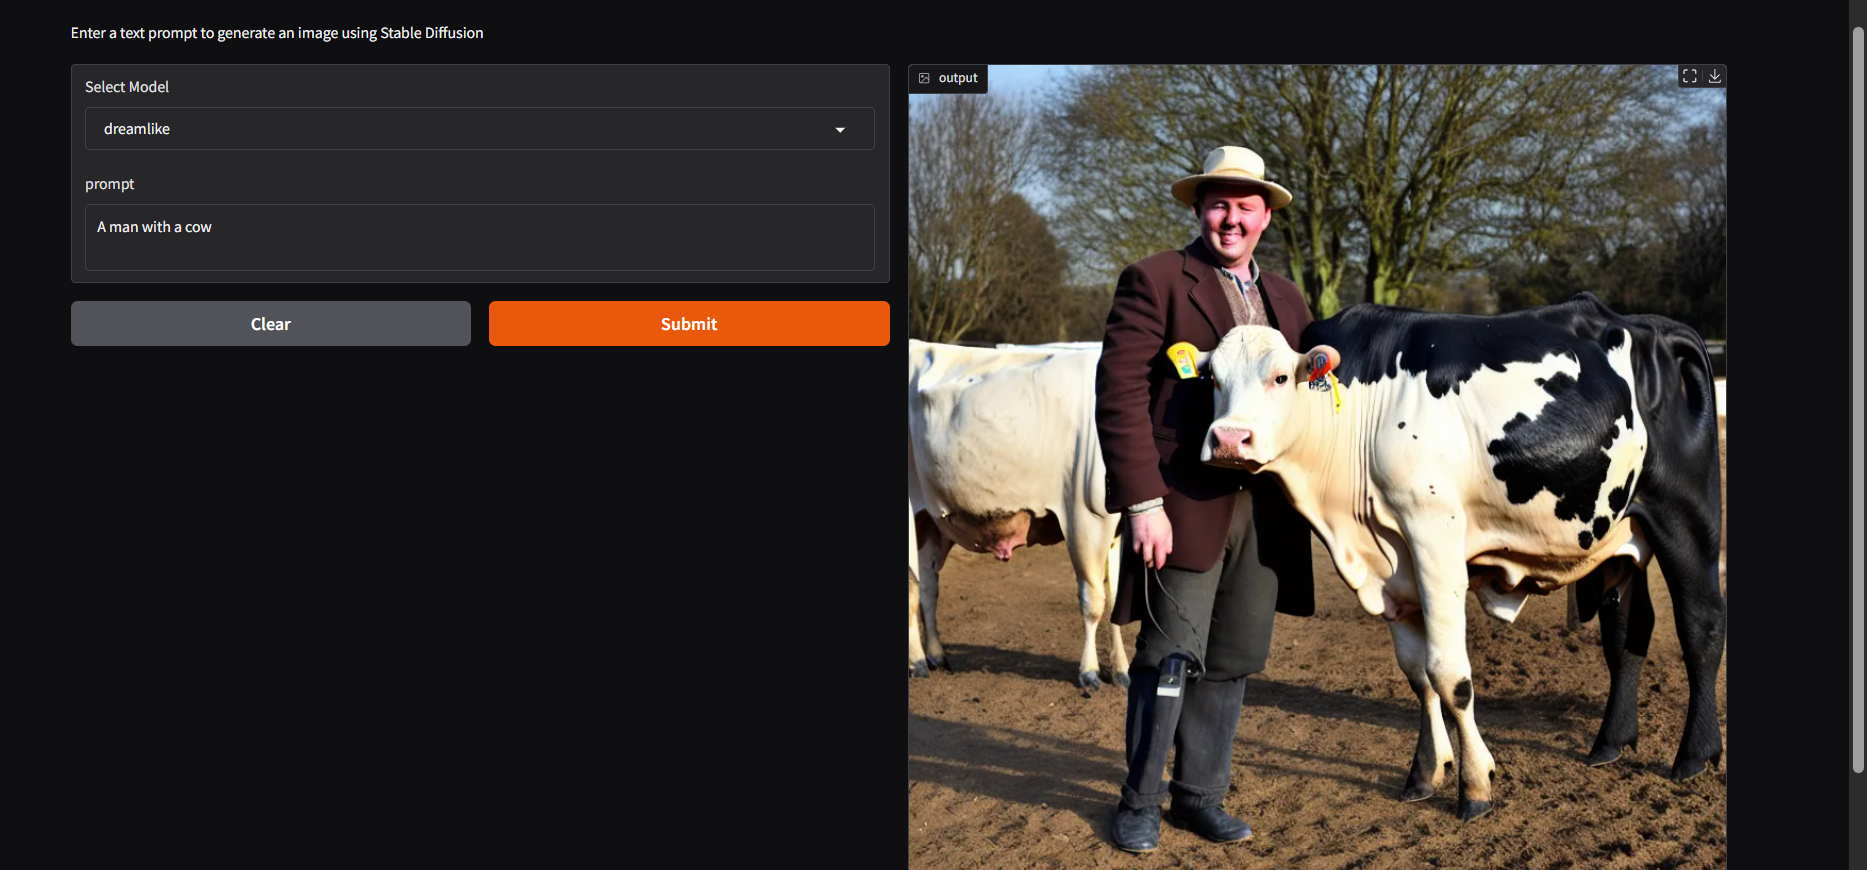 Enter a text prompt to generate an image using Stable Diffusion
Select Model
dreamlike
prompt
A man with a cow
Clear
Submit
output